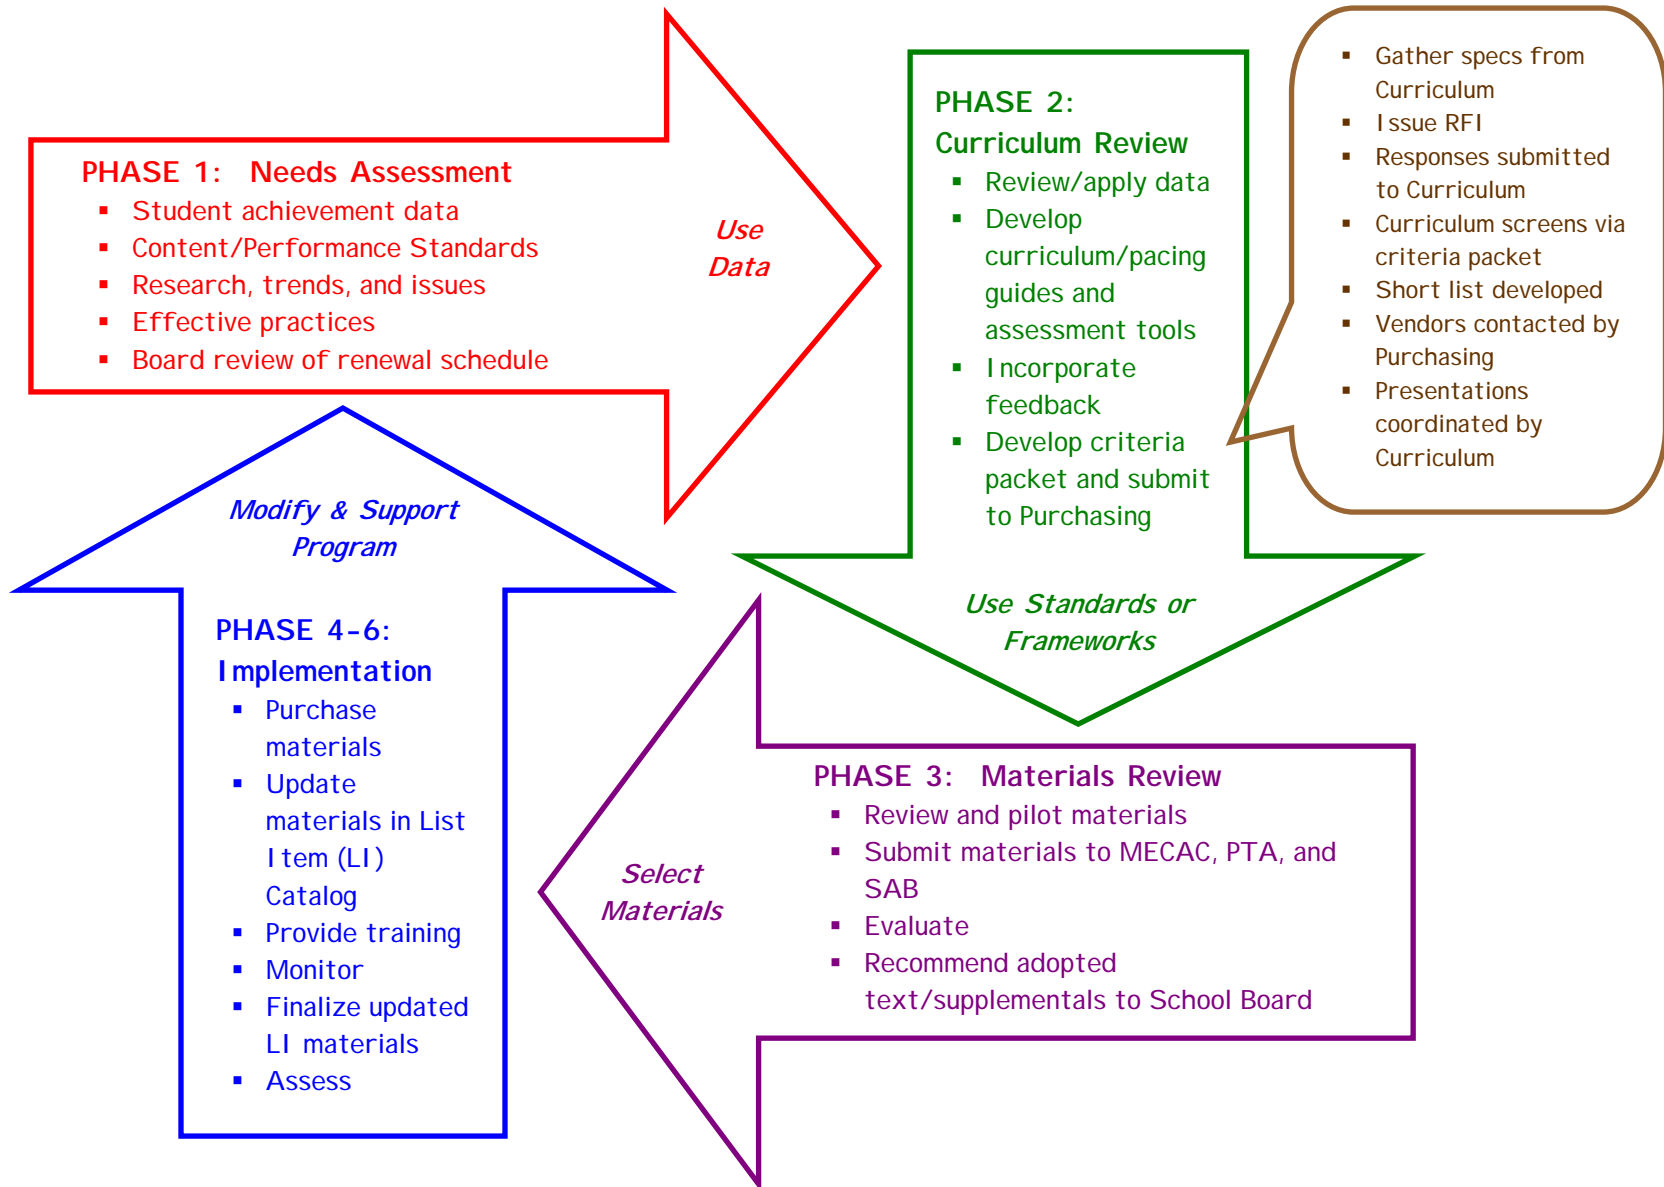 PHASE 1: Needs Assessment
▪ Student achievement data
▪ Content/Performance Standards
▪ Research, trends, and issues
▪ Effective practices
▪ Board review of renewal schedule
Use
Data
PHASE 2:
Curriculum Review
▪ Review/apply data
▪ Develop
curriculum/pacing
guides and
assessment tools
▪ Incorporate
feedback
▪ Develop criteria
packet and submit
to Purchasing
Use Standards or
Frameworks
▪ Gather specs from
Curriculum
▪ Issue RFI
▪ Responses submitted
to Curriculum
▪ Curriculum screens via
criteria packet
▪ Short list developed
▪ Vendors contacted by
Purchasing
▪ Presentations
coordinated by
Curriculum
PHASE 3: Materials Review
▪ Review and pilot materials
▪ Submit materials to MECAC, PTA, and
SAB
▪ Evaluate
▪ Recommend adopted
text/supplementals to School Board
Select
Materials
Modify & Support
Program
PHASE 4-6:
Implementation
▪ Purchase
materials
▪ Update
materials in List
Item (LI)
Catalog
▪ Provide training
▪ Monitor
▪ Finalize updated
LI materials
▪ Assess